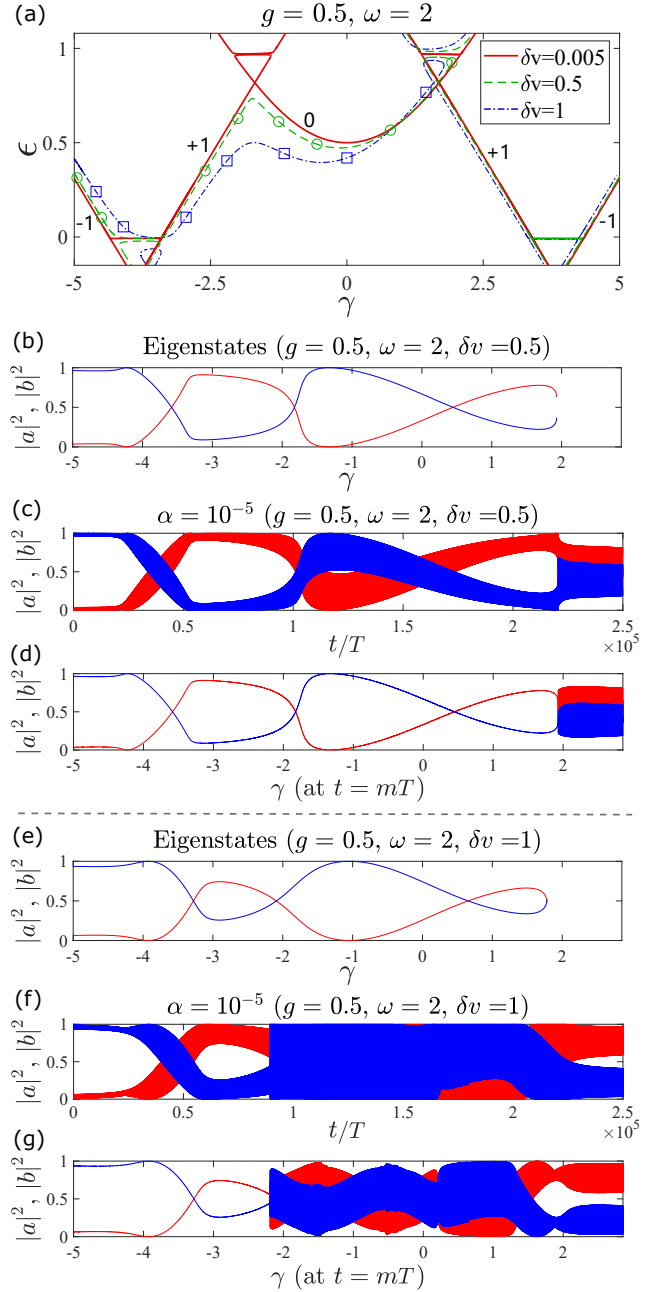 (a)
g = 0.5, ω = 2
ϵ
1
0.5
0
-5
-2.5
0
2.5
5
γ
-1
+1
0
+1
-1
δv=0.005
δv=0.5
δv=1
(b)
Eigenstates (g = 0.5, ω = 2, δv =0.5)
|a|², |b|²
1
0.5
0
-5 -4 -3 -2 -1 0 1 2
γ
(c)
α = 10⁻⁵ (g = 0.5, ω = 2, δv =0.5)
|a|², |b|²
1
0.5
0
0 0.5 1 1.5 2 2.5
×10⁵
t/T
(d)
|a|², |b|²
1
0.5
0
-5 -4 -3 -2 -1 0 1 2
γ (at t = mT)
(e)
Eigenstates (g = 0.5, ω = 2, δv =1)
|a|², |b|²
1
0.5
0
-5 -4 -3 -2 -1 0 1 2
γ
(f)
α = 10⁻⁵ (g = 0.5, ω = 2, δv =1)
|a|², |b|²
1
0.5
0
0 0.5 1 1.5 2 2.5
×10⁵
t/T
(g)
|a|², |b|²
1
0.5
0
-5 -4 -3 -2 -1 0 1 2
γ (at t = mT)